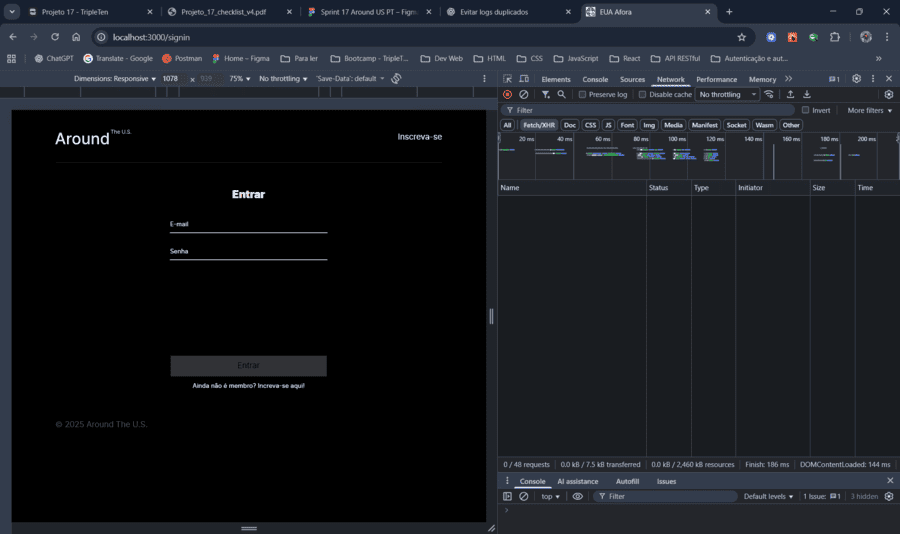 Projeto 17 - TripleTen
Projeto_17_checklist_v4.pdf
Sprint 17 Around US PT – Figm
Evitar logs duplicados
EUA Afora
localhost:3000/signin
ChatGPT
Translate - Google
Postman
Home – Figma
Para ler
Bootcamp - TripleT...
Dev Web
HTML
CSS
JavaScript
React
API RESTful
Autenticação e aut...
Dimensions: Responsive
1078
x
509
75%
No throttling
'Save-Data': default
Elements
Console
Sources
Network
Performance
Memory
1
Preserve log
Disable cache
No throttling
Filter
Invert
More filters
All
Fetch/XHR
Doc
CSS
JS
Font
Img
Media
Manifest
Socket
Wasm
Other
20 ms
40 ms
60 ms
80 ms
100 ms
120 ms
140 ms
160 ms
180 ms
200
Name
Status
Type
Initiator
Size
Time
Around The U.S.
Inscreva-se
Entrar
E-mail
Senha
Entrar
Ainda não é membro? Increva-se aqui!
© 2025 Around The U.S.
0 / 48 requests
0.0 kB / 7.5 kB transferred
0.0 kB / 2,460 kB resources
Finish: 186 ms
DOMContentLoaded: 144 ms
Console
AI assistance
Autofill
Issues
top
Filter
Default levels
1 Issue:
1
3 hidden